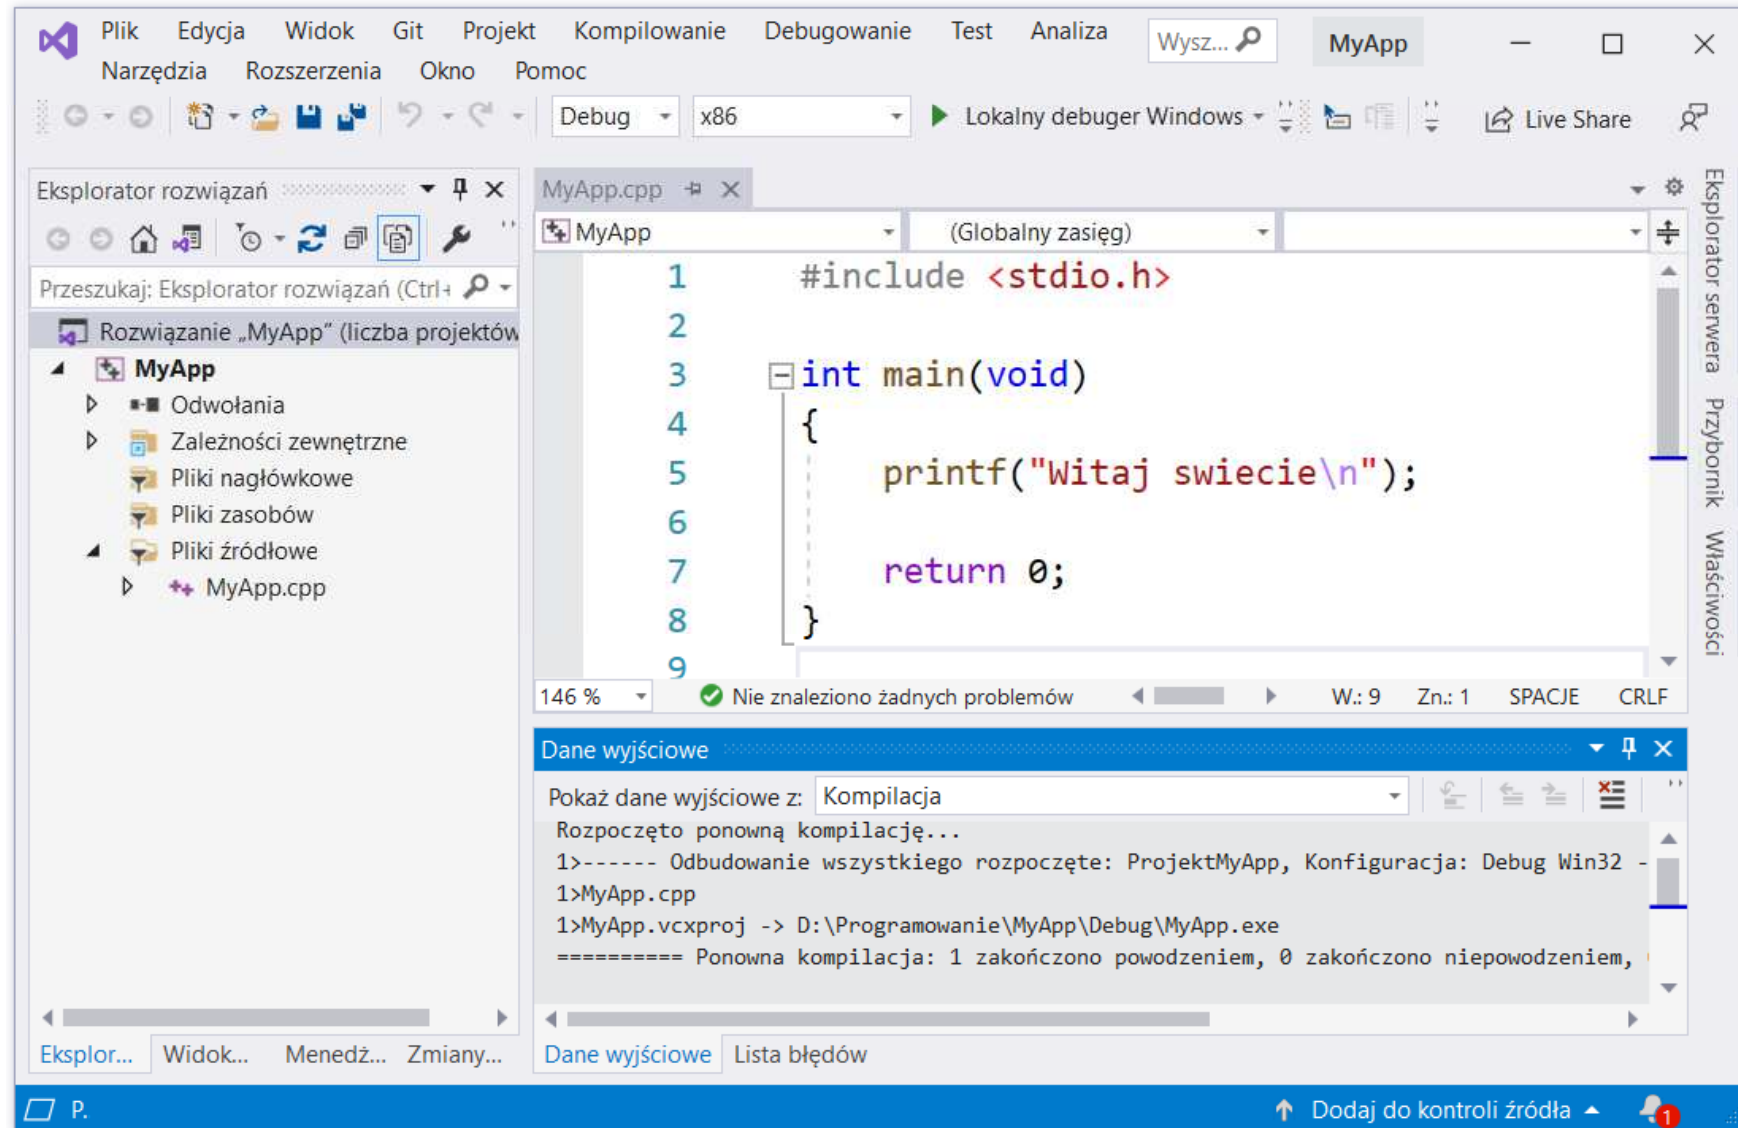 Plik Edycja Widok Git Projekt Kompilowanie Debugowanie Test Analiza Wysz... MyApp
Narzędzia Rozszerzenia Okno Pomoc
Debug x86 Lokalny debuger Windows Live Share
Eksplorator rozwiązań
Przeszukaj: Eksplorator rozwiązań (Ctrl+
Rozwiązanie „MyApp” (liczba projektów
MyApp
Odwołania
Zależności zewnętrzne
Pliki nagłówkowe
Pliki zasobów
Pliki źródłowe
MyApp.cpp
Eksplor... Widok... Menedż... Zmiany...
MyApp.cpp
MyApp (Globalny zasięg)
1 #include <stdio.h>
2
3 int main(void)
4 {
5 printf("Witaj swiecie\n");
6
7 return 0;
8 }
9
146 % Nie znaleziono żadnych problemów W.: 9 Zn.: 1 SPACJE CRLF
Dane wyjściowe
Pokaż dane wyjściowe z: Kompilacja
Rozpoczęto ponowną kompilację...
1>------ Odbudowanie wszystkiego rozpoczęte: ProjektMyApp, Konfiguracja: Debug Win32 -
1>MyApp.cpp
1>MyApp.vcxproj -> D:\Programowanie\MyApp\Debug\MyApp.exe
========== Ponowna kompilacja: 1 zakończono powodzeniem, 0 zakończono niepowodzeniem,
Dane wyjściowe Lista błędów
Eksplorator serwera
Przybornik
Właściwości
P. Dodaj do kontroli źródła 1